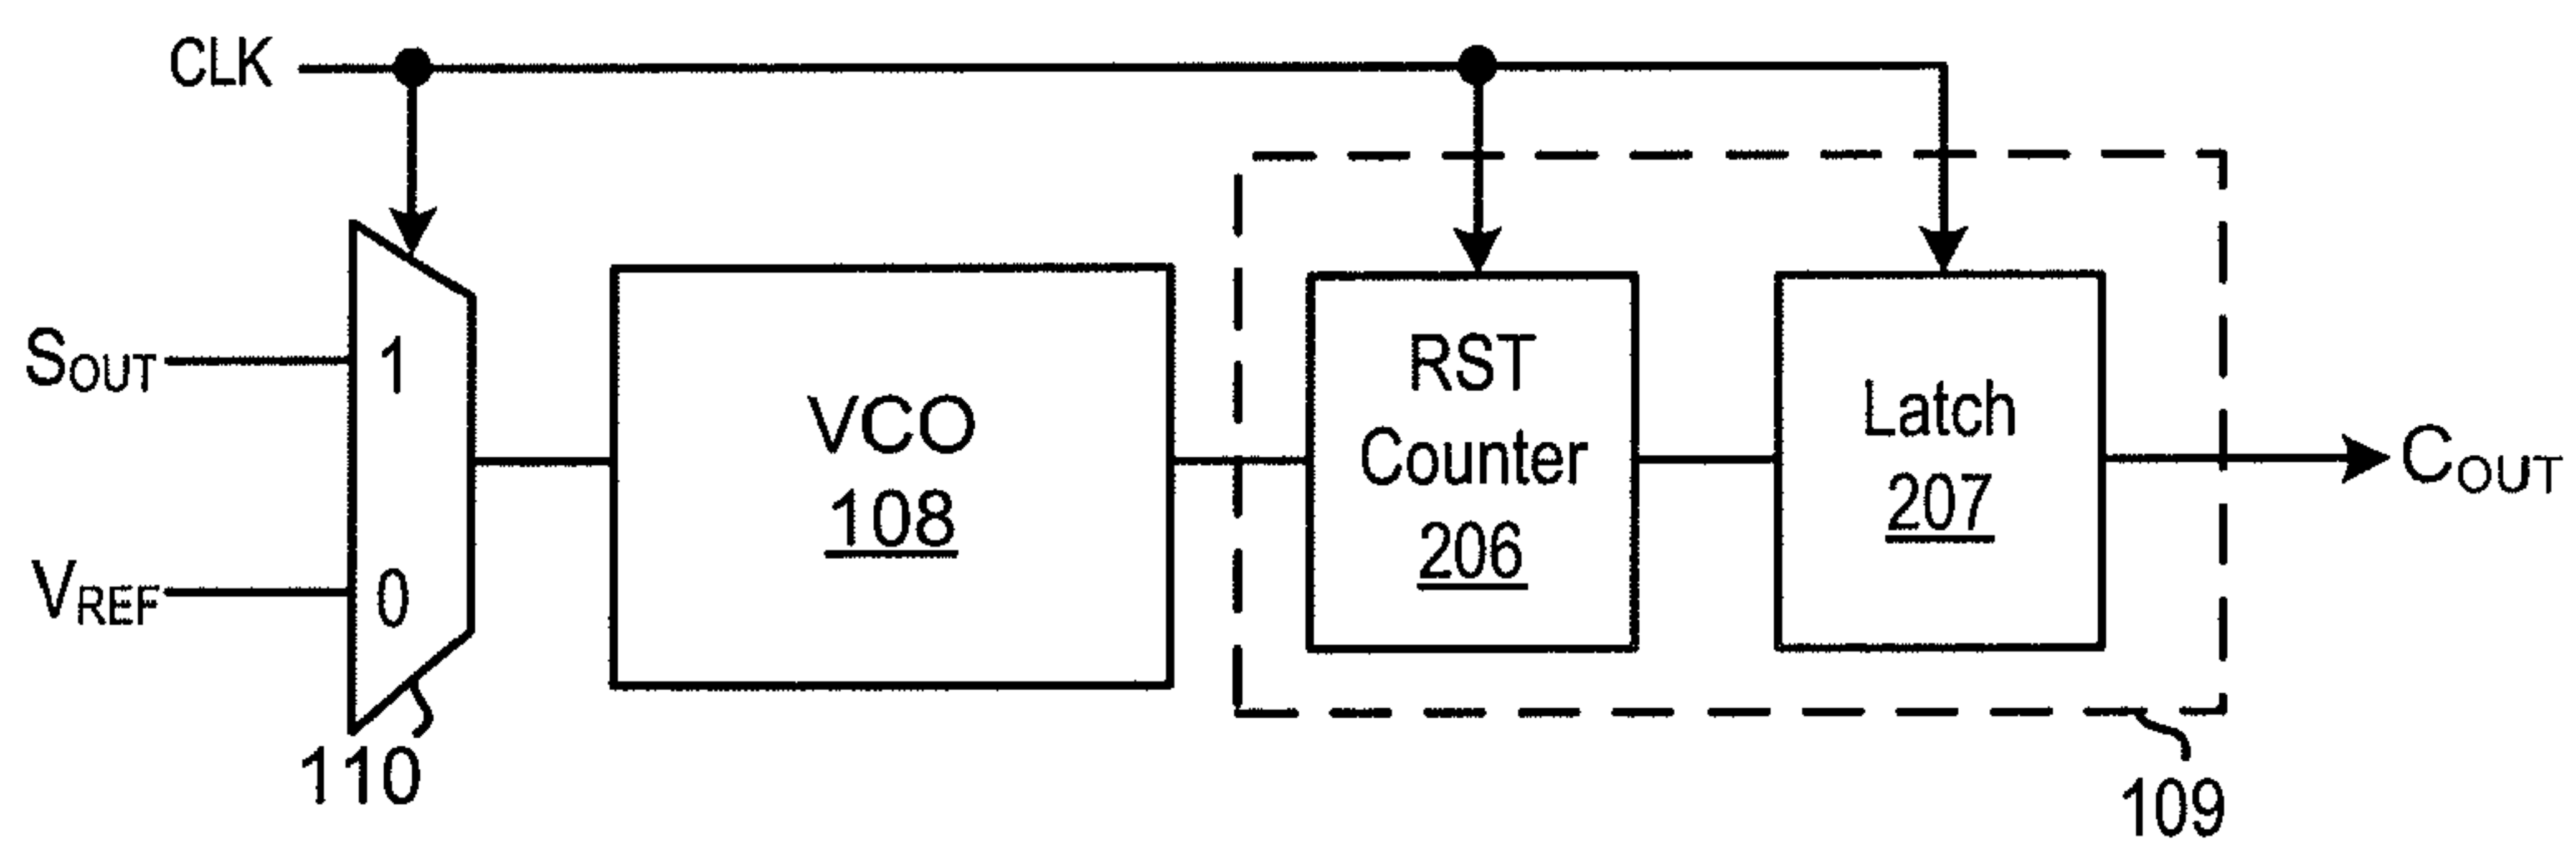 CLK
SOUT
1
VREF
0
110
VCO
108
RST
Counter
206
Latch
207
COUT
109